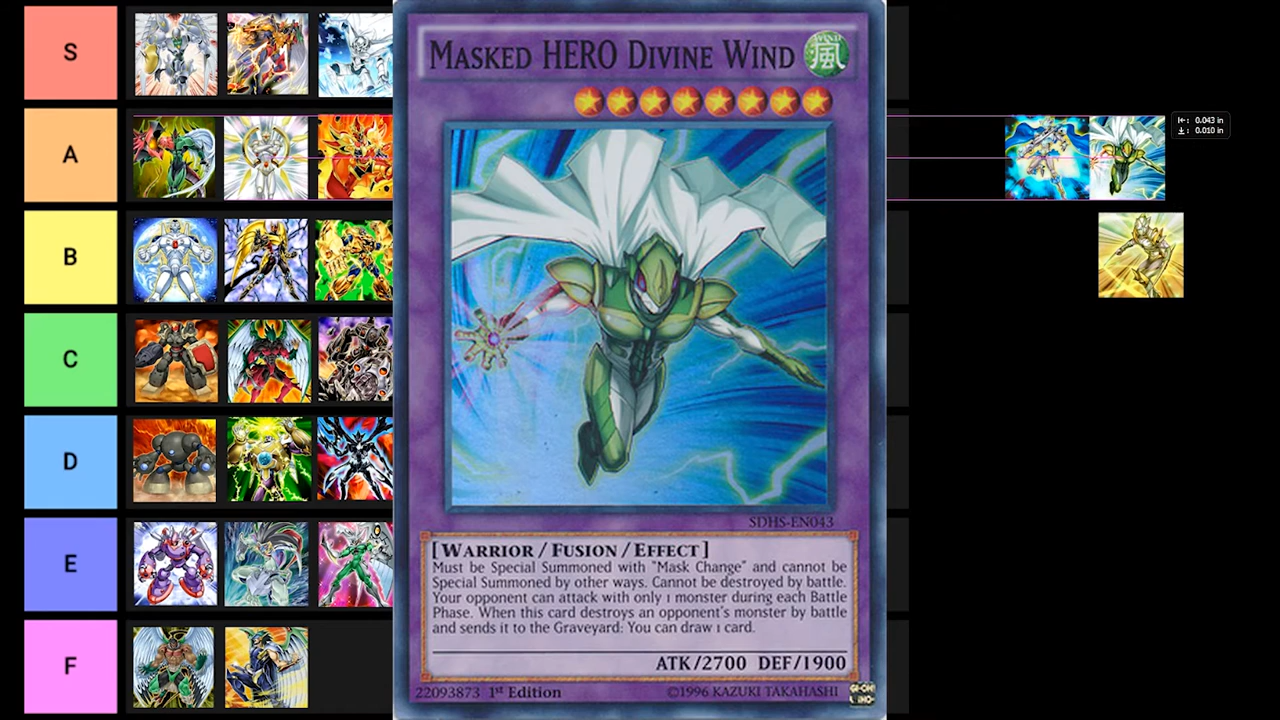 S
A
B
C
D
E
F
MASKED HERO DIVINE WIND
WIND
風
SDHS-EN043
[WARRIOR/FUSION/EFFECT]
Must be Special Summoned with "Mask Change" and cannot be
Special Summoned by other ways. Cannot be destroyed by battle.
Your opponent can attack with only 1 monster during each Battle
Phase. When this card destroys an opponent's monster by battle
and sends it to the Graveyard: You can draw 1 card.
ATK/2700 DEF/1900
22093873 1st Edition
©1996 KAZUKI TAKAHASHI
0.043 in
0.010 in